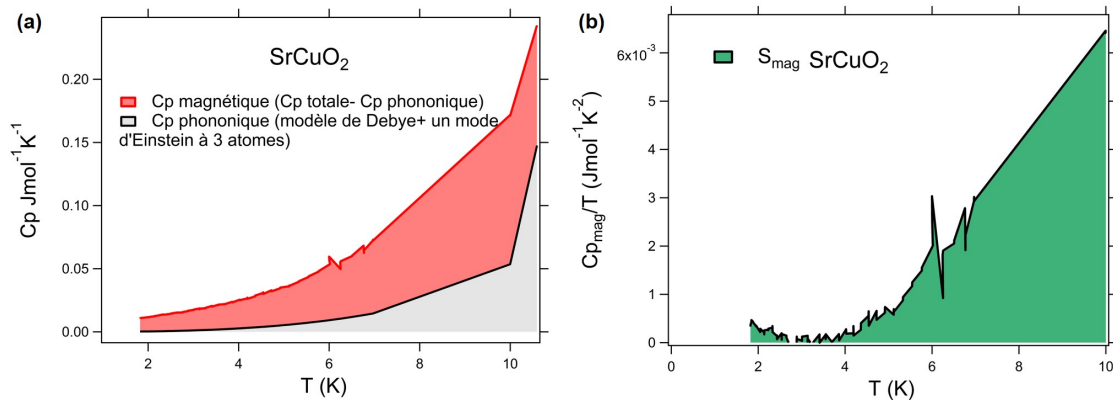 (a)
SrCuO₂
Cp magnétique (Cp totale- Cp phononique)
Cp phononique (modèle de Debye+ un mode
d'Einstein à 3 atomes)
Cp Jmol⁻¹K⁻¹
0.20
0.15
0.10
0.05
0.00
2 4 6 8 10
T (K)
(b)
S_mag SrCuO₂
Cp_mag/T (Jmol⁻¹K⁻²)
6x10⁻³
5
4
3
2
1
0
0 2 4 6 8 10
T (K)